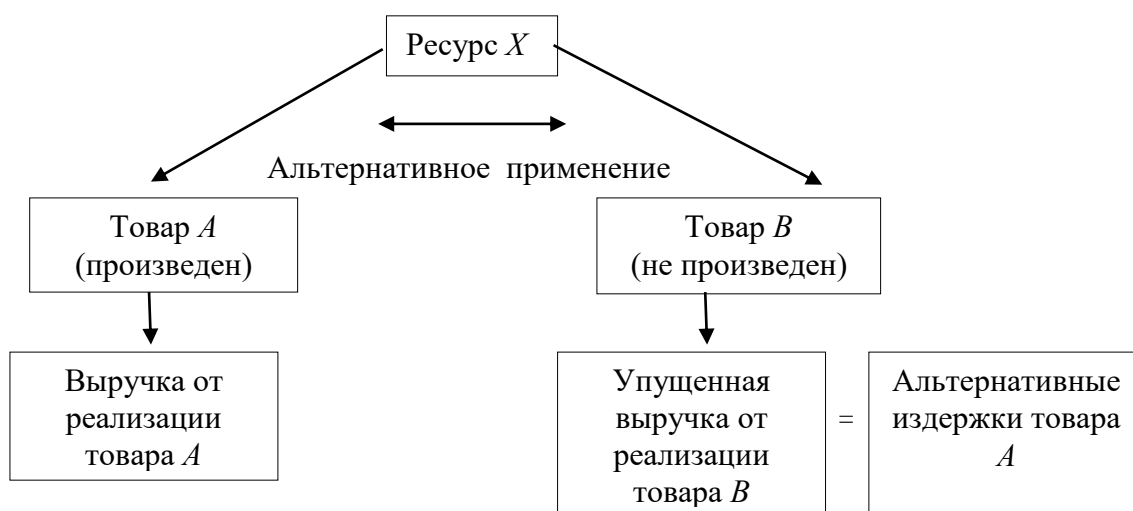 Ресурс X
Альтернативное применение
Товар A
(произведен)
Товар B
(не произведен)
Выручка от
реализации
товара A
Упущенная
выручка от
реализации
товара B
=
Альтернативные
издержки товара
A